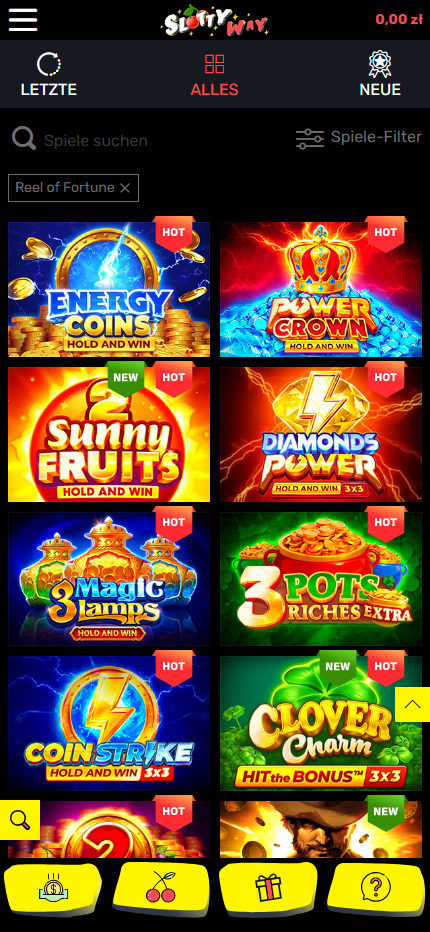 SLOTTY WAY
0,00 zł
LETZTE
ALLES
NEUE
Spiele suchen
Spiele-Filter
Reel of Fortune
HOT
ENERGY
COINS
HOLD AND WIN
HOT
POWER
CROWN
HOLD AND WIN
NEW
HOT
2
Sunny
FRUITS
HOLD AND WIN
HOT
DIAMONDS
POWER
HOLD AND WIN 3X3
HOT
3 Magic
Lamps
HOLD AND WIN
HOT
3 POTS
RICHES EXTRA
HOT
COIN STRIKE
HOLD AND WIN 3X3
NEW
HOT
CLOVER
Charm
HIT the BONUS™ 3X3
HOT
2
NEW